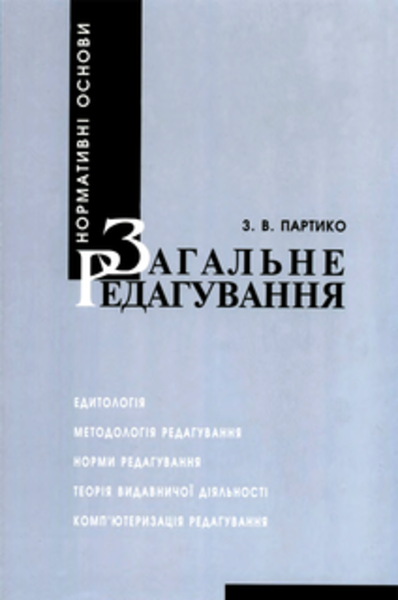 НОРМАТИВНІ ОСНОВИ
З. В. ПАРТИКО
ЗАГАЛЬНЕ
РЕДАГУВАННЯ
ЕДИТОЛОГІЯ
МЕТОДОЛОГІЯ РЕДАГУВАННЯ
НОРМИ РЕДАГУВАННЯ
ТЕОРІЯ ВИДАВНИЧОЇ ДІЯЛЬНОСТІ
КОМП'ЮТЕРИЗАЦІЯ РЕДАГУВАННЯ